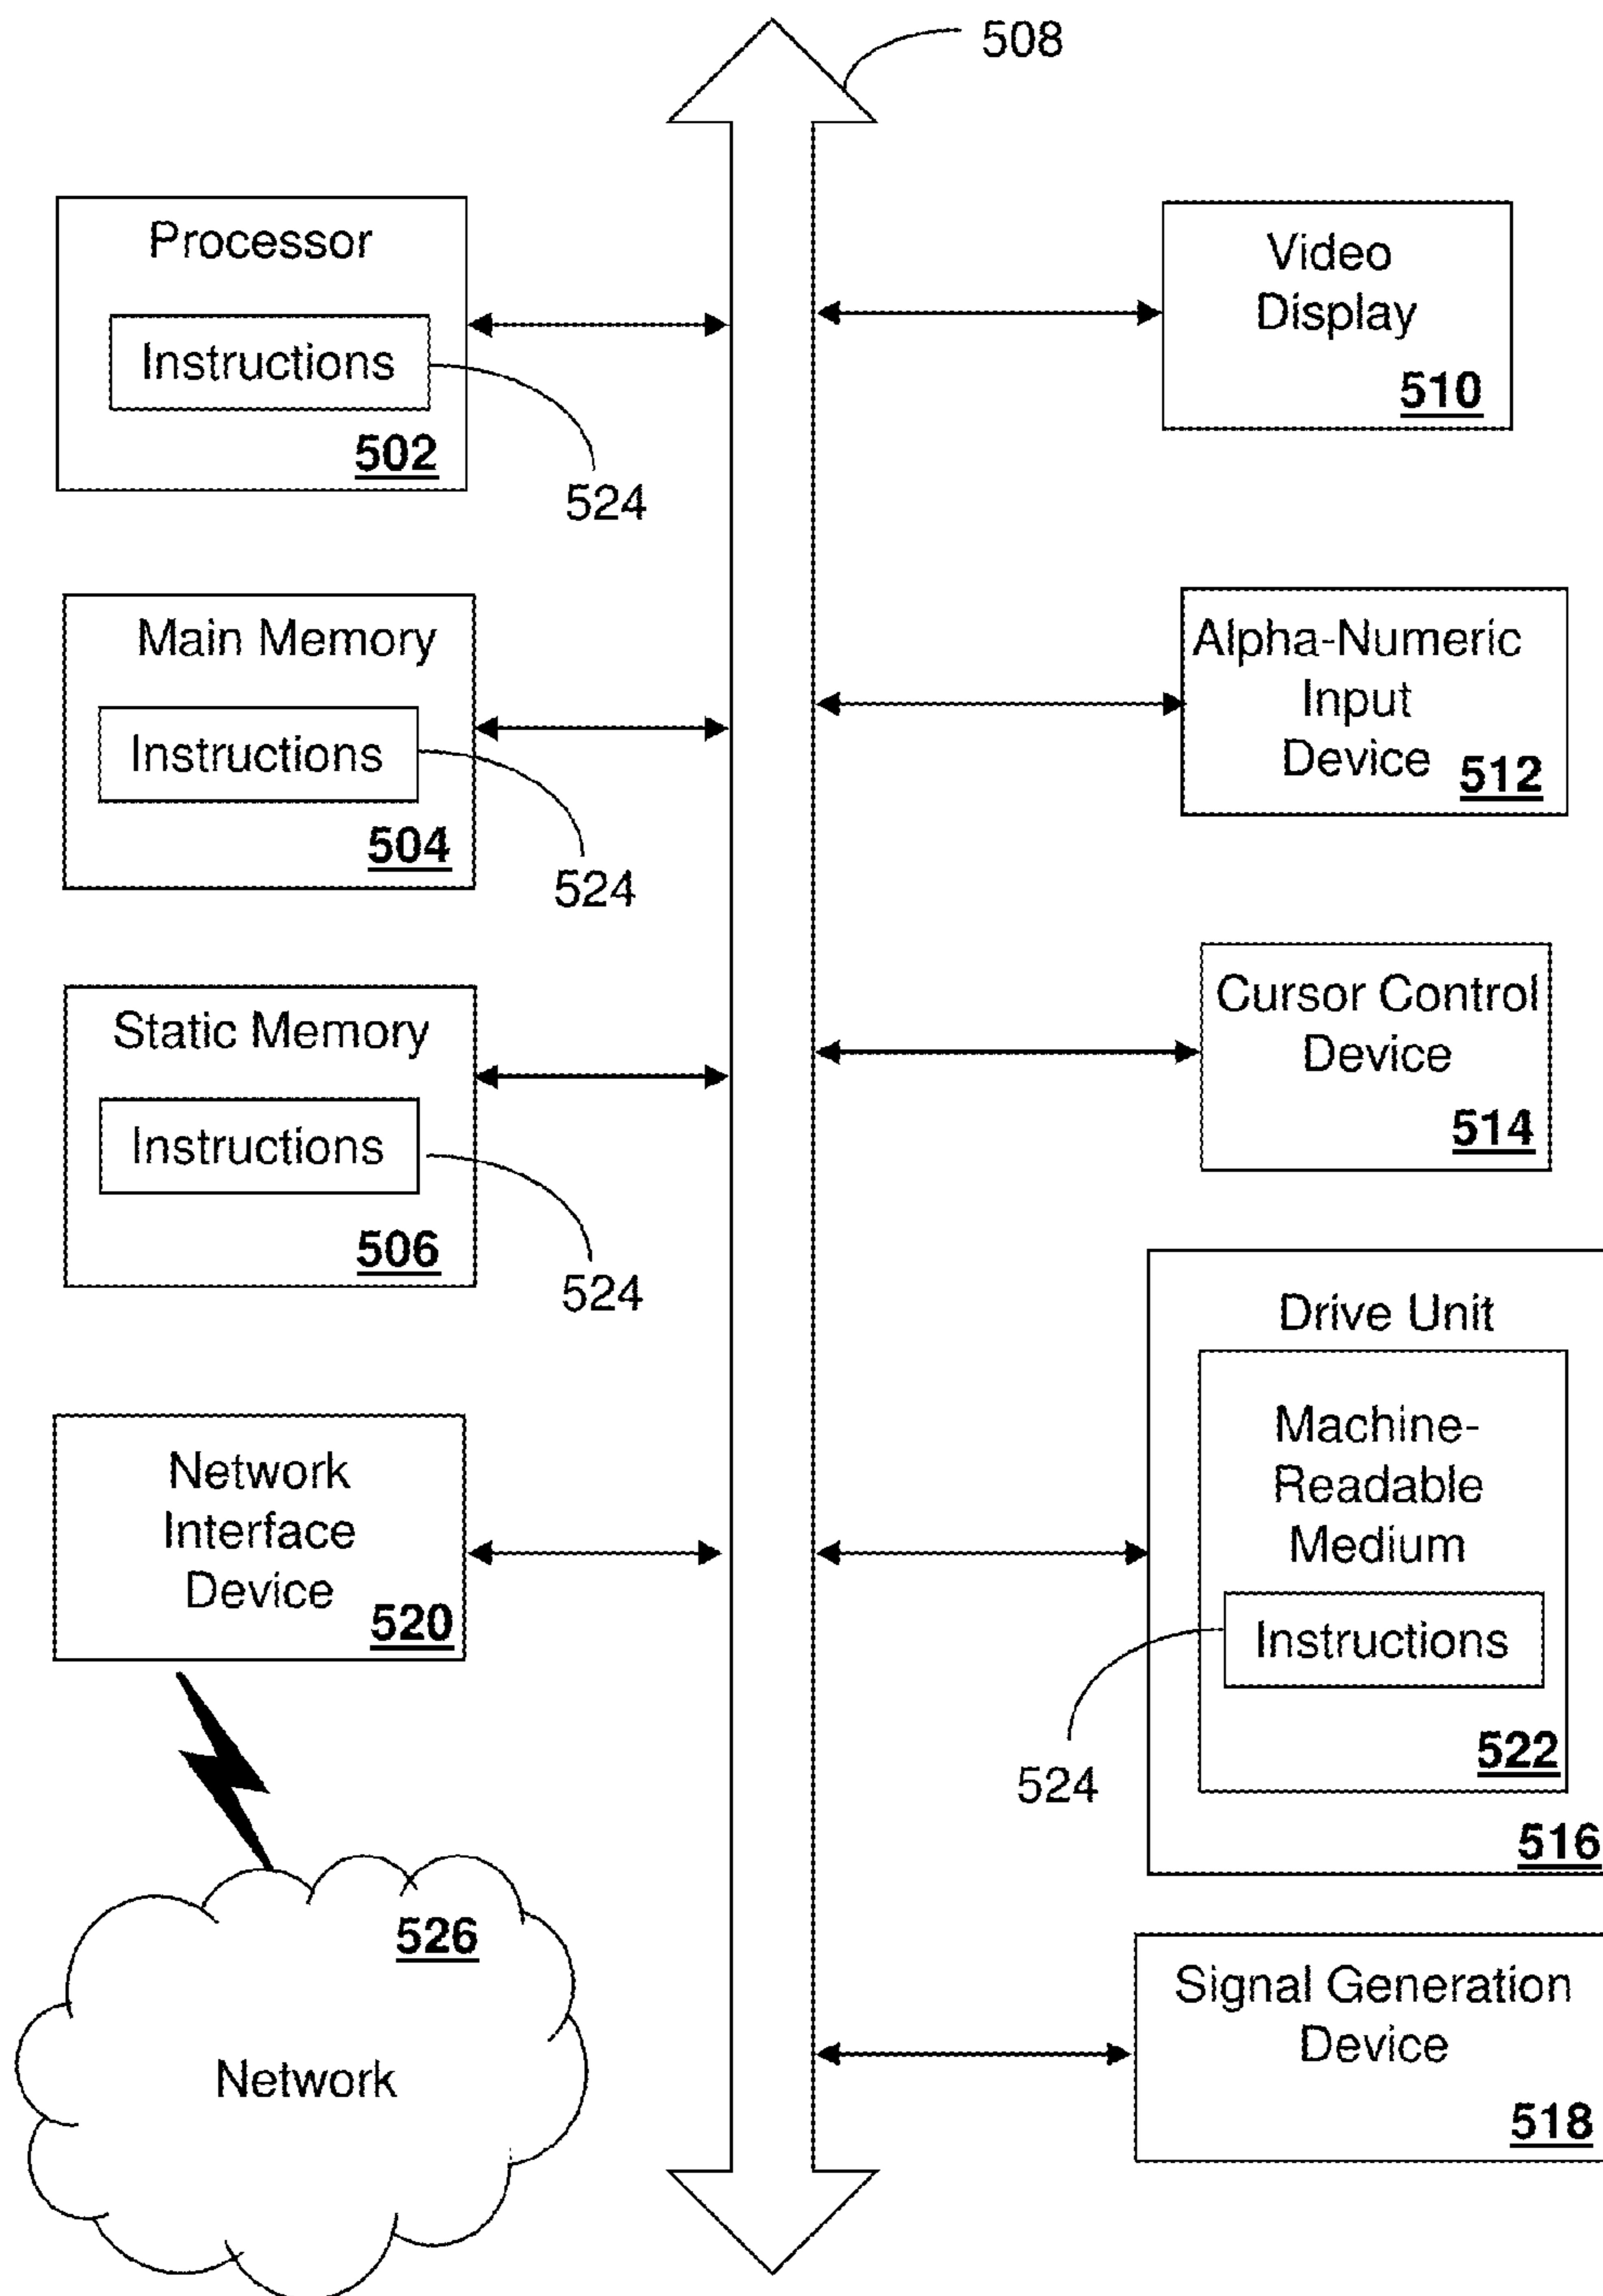 508
Processor
Instructions
502
524
Main Memory
Instructions
504
524
Static Memory
Instructions
506
524
Network
Interface
Device
520
526
Network
Video
Display
510
Alpha-Numeric
Input
Device
512
Cursor Control
Device
514
Drive Unit
Machine-
Readable
Medium
Instructions
524
522
516
Signal Generation
Device
518